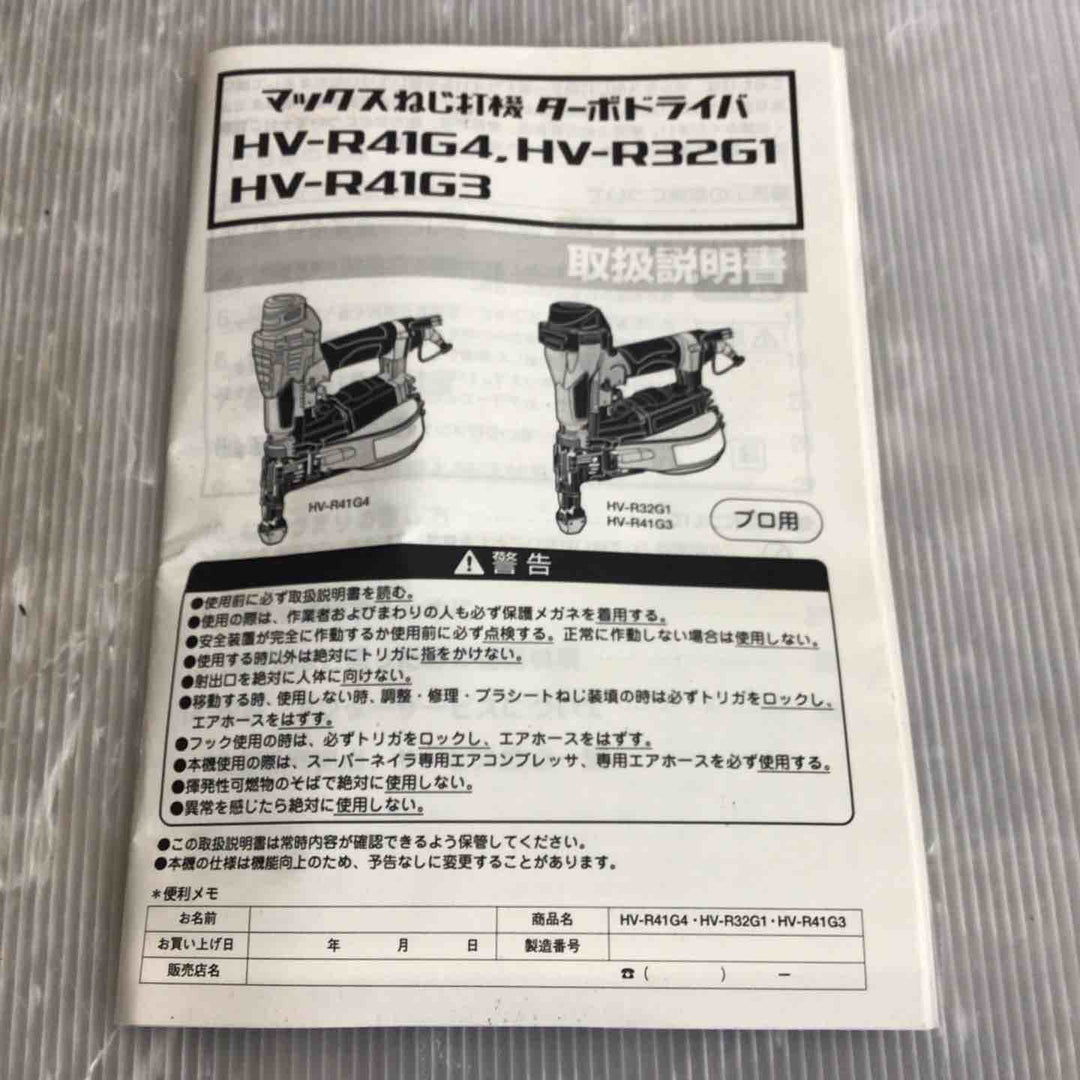 マックスねじ打機 ターボドライバ
HV-R41G4, HV-R32G1
HV-R41G3
取扱説明書
HV-R41G4
HV-R32G1
HV-R41G3
プロ用
警告
●使用前に必ず取扱説明書を読む。
●使用の際は、作業者およびまわりの人も必ず保護メガネを着用する。
●安全装置が完全に作動するか使用前に必ず点検する。正常に作動しない場合は使用しない。
●使用する時以外は絶対にトリガに指をかけない。
●射出口を絶対に人体に向けない。
●移動する時、使用しない時、調整・修理・プラシートねじ装填の時は必ずトリガをロックし、
エアホースをはずす。
●フック使用の時は、必ずトリガをロックし、エアホースをはずす。
●本機使用の際は、スーパーネイラ専用エアコンプレッサ、専用エアホースを必ず使用する。
●揮発性可燃物のそばで絶対に使用しない。
●異常を感じたら絶対に使用しない。
●この取扱説明書は常時内容が確認できるよう保管してください。
●本機の仕様は機能向上のため、予告なしに変更することがあります。
*便利メモ
お名前 商品名 HV-R41G4・HV-R32G1・HV-R41G3
お買い上げ日 年 月 日 製造番号
販売店名 ☎( ) −